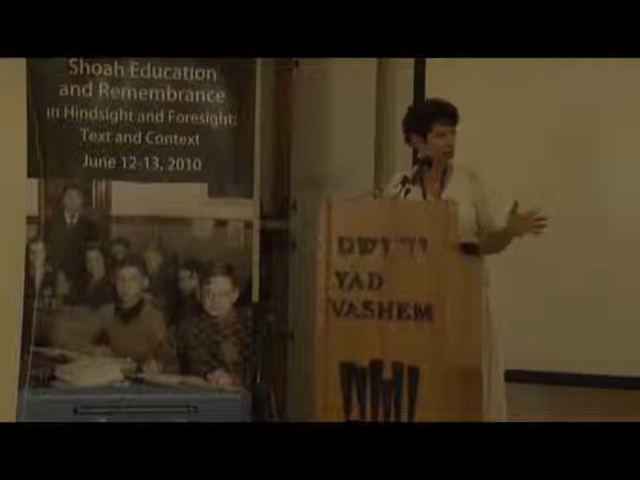 Shoah Education
and Remembrance
in Hindsight and Foresight:
Text and Context
June 12-13, 2010
יד ושם
YAD
VASHEM